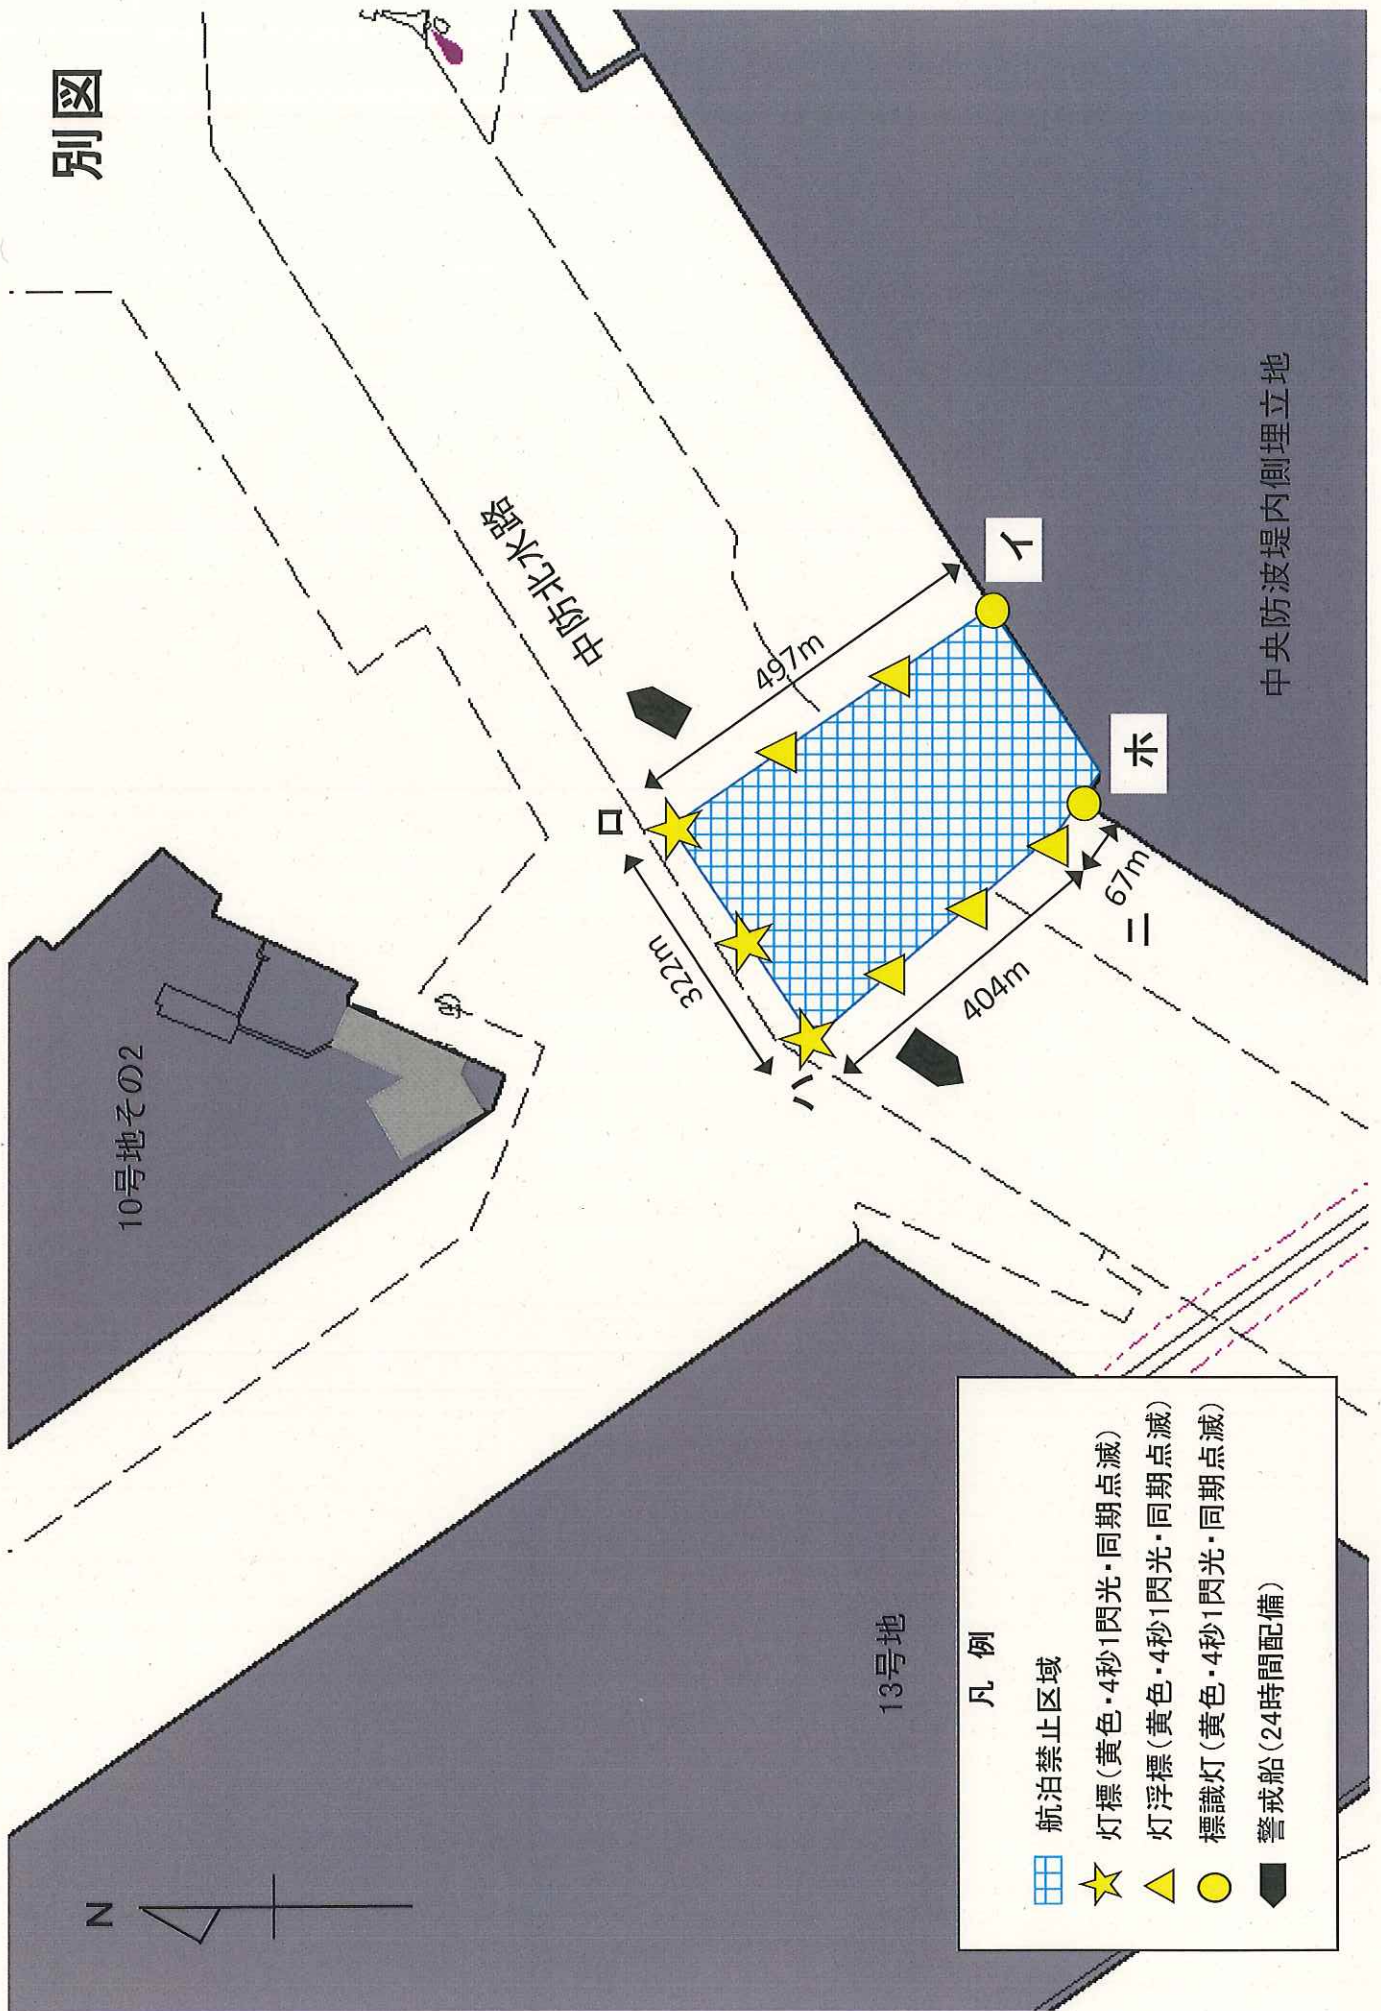 別図
N
10号地その2
中防北水路
ロ
322m
497m
ハ
イ
404m
67m
ニ
ホ
13号地
中央防波堤内側埋立地
凡 例
航泊禁止区域
灯標(黄色・4秒1閃光・同期点滅)
灯浮標(黄色・4秒1閃光・同期点滅)
標識灯(黄色・4秒1閃光・同期点滅)
警戒船(24時間配備)